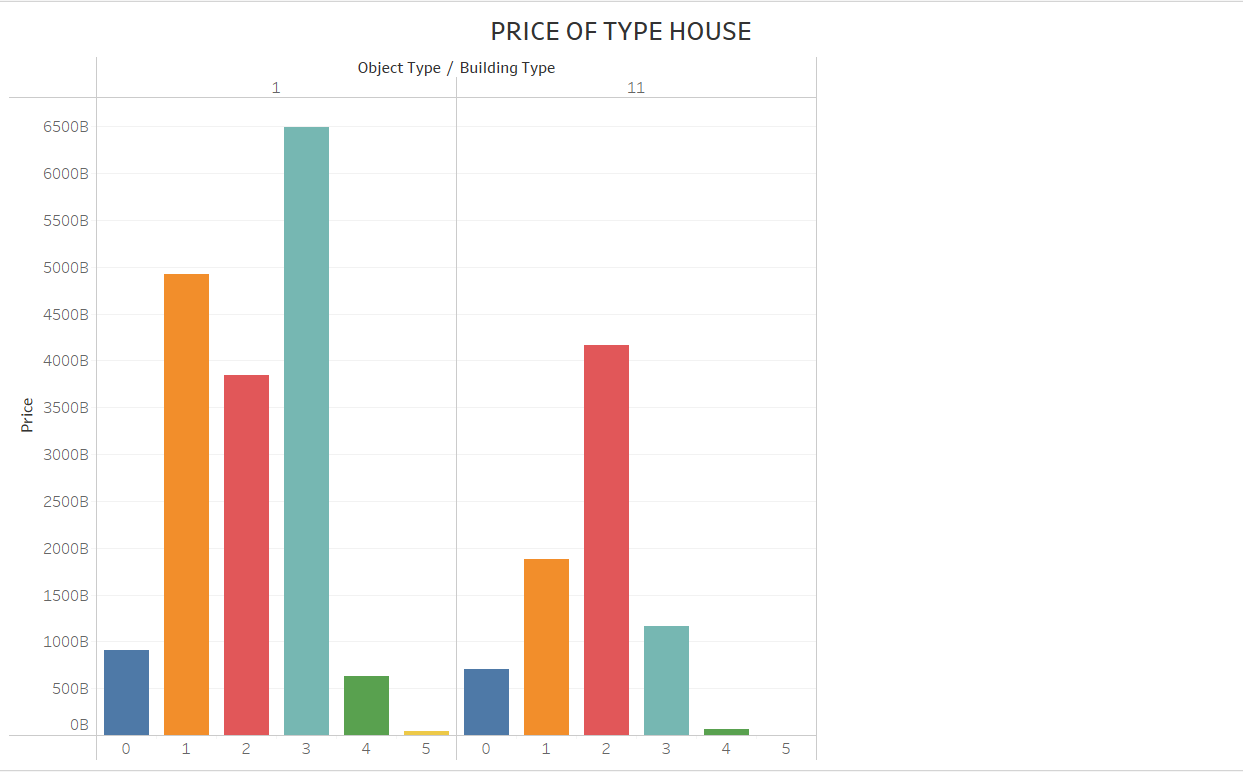 PRICE OF TYPE HOUSE
Object Type / Building Type
1 11
6500B
6000B
5500B
5000B
4500B
4000B
3500B
3000B
2500B
2000B
1500B
1000B
500B
0B
Price
0 1 2 3 4 5 0 1 2 3 4 5